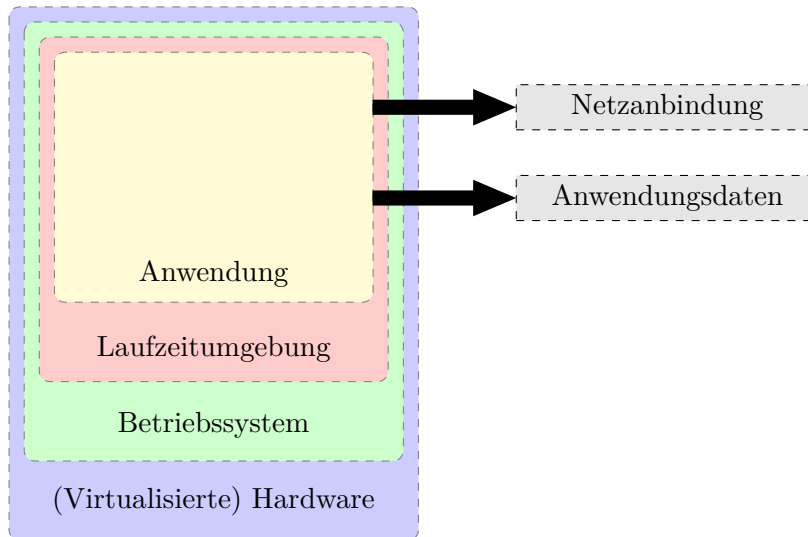 Netzanbindung
Anwendungsdaten
Anwendung
Laufzeitumgebung
Betriebssystem
(Virtualisierte) Hardware